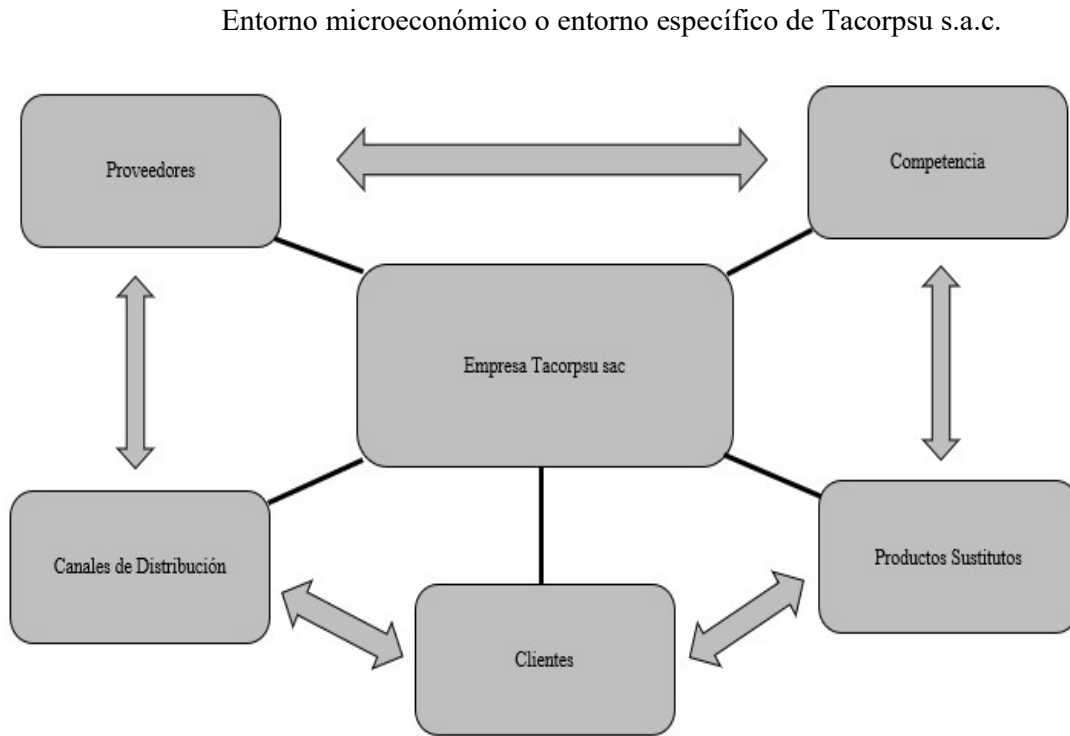 Entorno microeconómico o entorno específico de Tacorpsu s.a.c.
Proveedores
Competencia
Empresa Tacorpsu sac
Canales de Distribución
Productos Sustitutos
Clientes